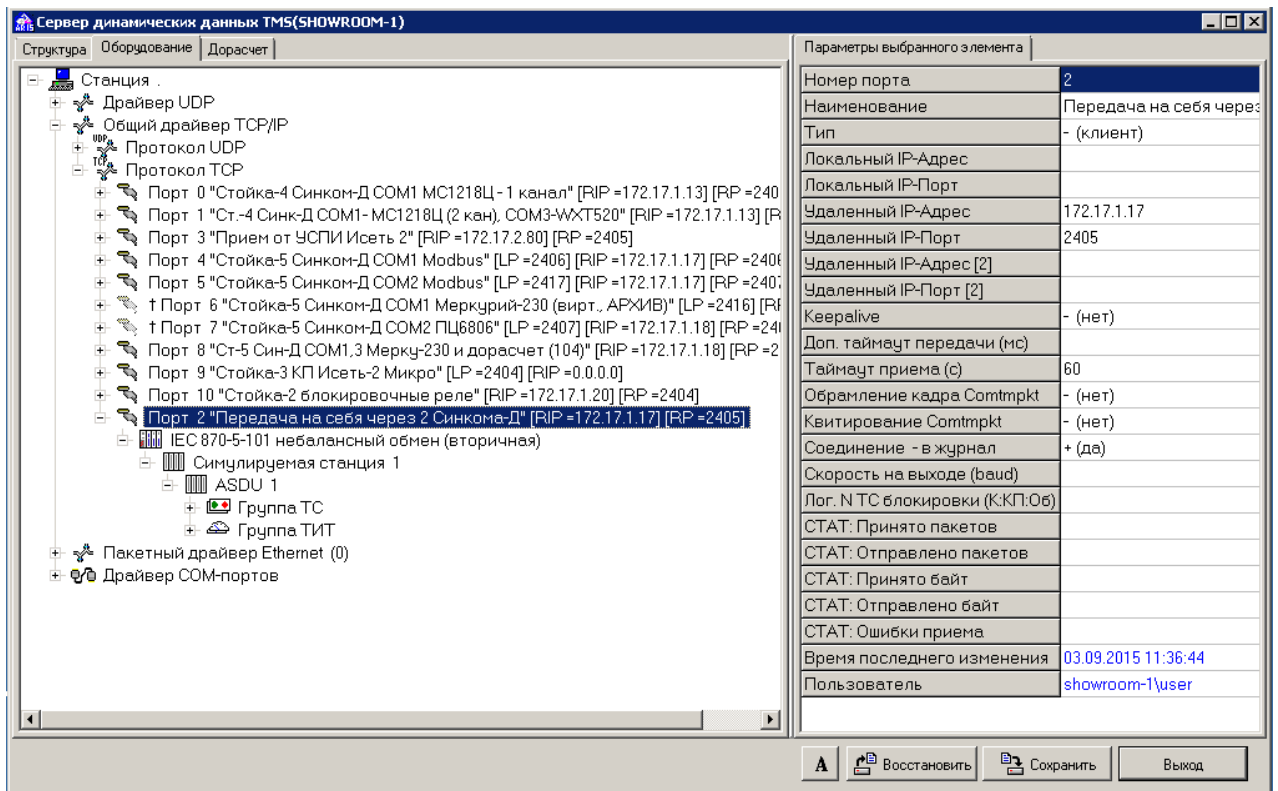 Сервер динамических данных TMS(SHOWROOM-1)
Структура Оборудование Дорасчет
Станция .
Драйвер UDP
Общий драйвер TCP/IP
UDP Протокол UDP
TCP Протокол TCP
Порт 0 "Стойка-4 Синком-Д COM1 МС1218Ц - 1 канал" [RIP =172.17.1.13] [RP =240
Порт 1 "Ст.-4 Синк-Д COM1- МС1218Ц (2 кан), COM3-WXT520" [RIP =172.17.1.13] [R
Порт 3 "Прием от УСПИ Исеть 2" [RIP =172.17.2.80] [RP =2405]
Порт 4 "Стойка-5 Синком-Д COM1 Modbus" [LP =2406] [RIP =172.17.1.17] [RP =240
Порт 5 "Стойка-5 Синком-Д COM2 Modbus" [LP =2417] [RIP =172.17.1.17] [RP =240
† Порт 6 "Стойка-5 Синком-Д COM1 Меркурий-230 (вирт., АРХИВ)" [LP =2416] [R
† Порт 7 "Стойка-5 Синком-Д COM2 ПЦ6806" [LP =2407] [RIP =172.17.1.18] [RP =24
Порт 8 "Ст-5 Син-Д COM1,3 Мерку-230 и дорасчет (104)" [RIP =172.17.1.18] [RP =2
Порт 9 "Стойка-3 КП Исеть-2 Микро" [LP =2404] [RIP =0.0.0.0]
Порт 10 "Стойка-2 блокировочные реле" [RIP =172.17.1.20] [RP =2404]
Порт 2 "Передача на себя через 2 Синкома-Д" [RIP =172.17.1.17] [RP =2405]
IEC 870-5-101 небалансный обмен (вторичная)
Симулируемая станция 1
ASDU 1
Группа ТС
Группа ТИТ
Пакетный драйвер Ethernet (0)
Драйвер COM-портов
Параметры выбранного элемента
Номер порта 2
Наименование Передача на себя через
Тип - (клиент)
Локальный IP-Адрес
Локальный IP-Порт
Удаленный IP-Адрес 172.17.1.17
Удаленный IP-Порт 2405
Удаленный IP-Адрес [2]
Удаленный IP-Порт [2]
Keepalive - (нет)
Доп. таймаут передачи (мс)
Таймаут приема (с) 60
Обрамление кадра Comtmpkt - (нет)
Квитирование Comtmpkt - (нет)
Соединение - в журнал + (да)
Скорость на выходе (baud)
Лог. N ТС блокировки (К:КП:Об)
СТАТ: Принято пакетов
СТАТ: Отправлено пакетов
СТАТ: Принято байт
СТАТ: Отправлено байт
СТАТ: Ошибки приема
Время последнего изменения 03.09.2015 11:36:44
Пользователь showroom-1\user
A Восстановить Сохранить Выход